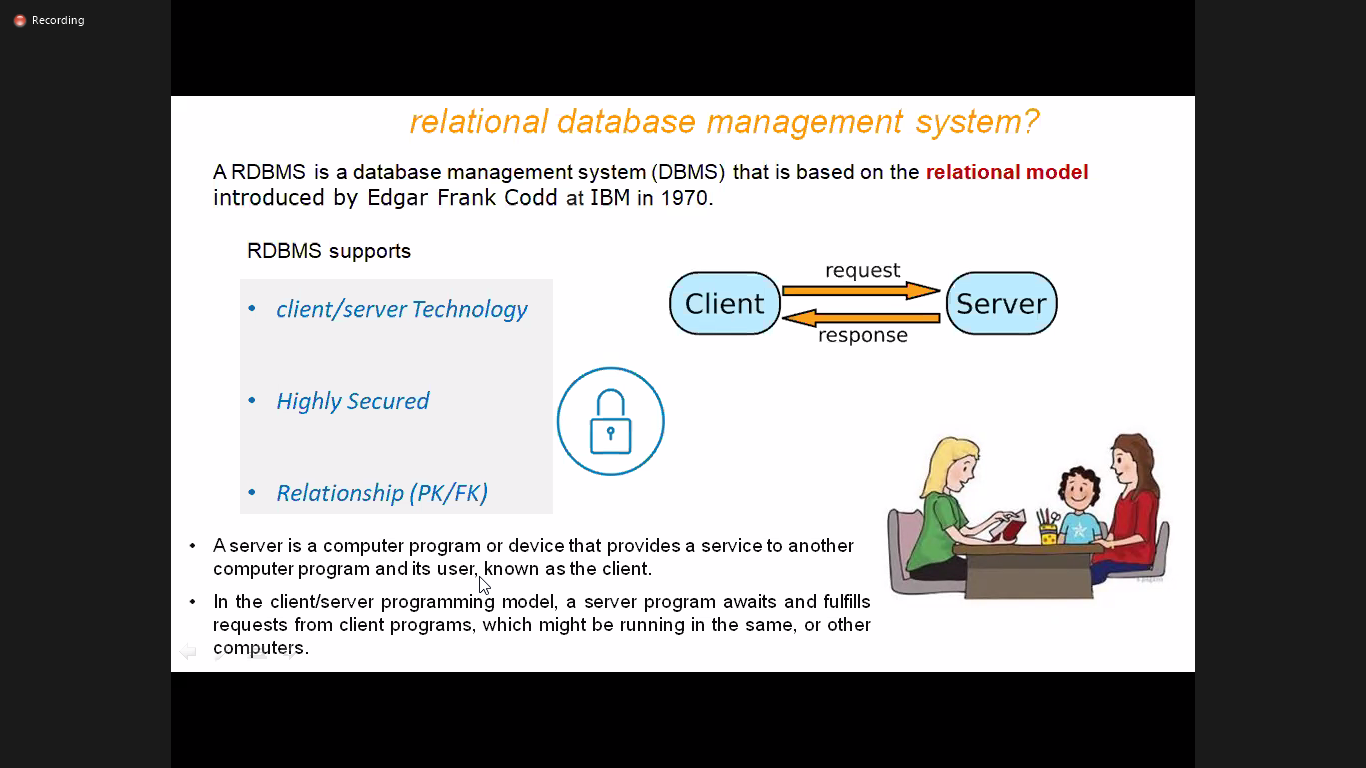 Recording
relational database management system?
A RDBMS is a database management system (DBMS) that is based on the relational model
introduced by Edgar Frank Codd at IBM in 1970.
RDBMS supports
• client/server Technology
• Highly Secured
• Relationship (PK/FK)
request
Client
Server
response
• A server is a computer program or device that provides a service to another
computer program and its user, known as the client.
• In the client/server programming model, a server program awaits and fulfills
requests from client programs, which might be running in the same, or other
computers.